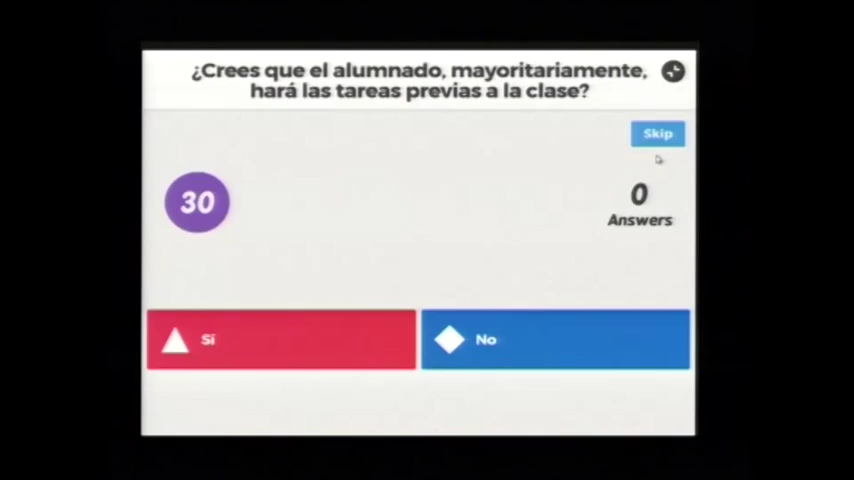 ¿Crees que el alumnado, mayoritariamente,
hará las tareas previas a la clase?
Skip
30
0
Answers
Sí
No